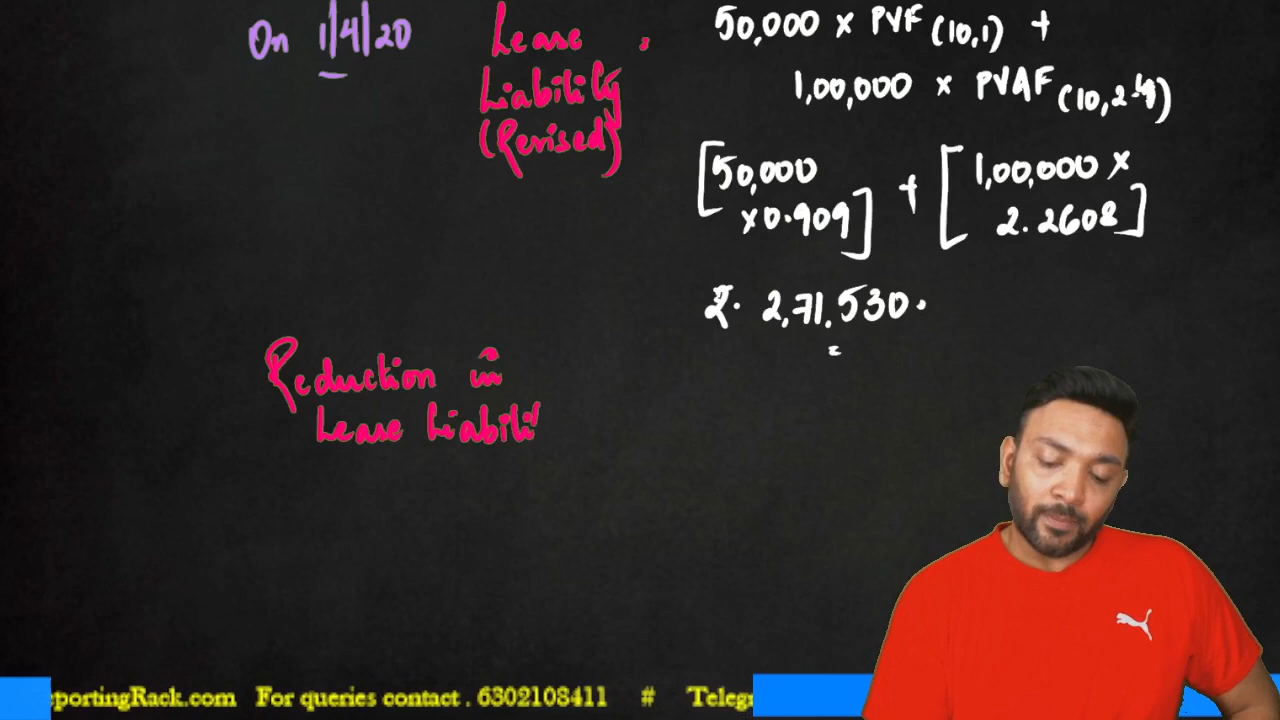 On 1/4/20 Lease = 50,000 x PVF (10,1) +
Liability 1,00,000 x PVAF (10, 2-4)
(Revised)
[50,000 x 0.909] + [1,00,000 x 2.2608]
₹. 2,71,530.
Reduction in
Lease Liabilit
eportingRack.com For queries contact . 6302108411 # Telegr